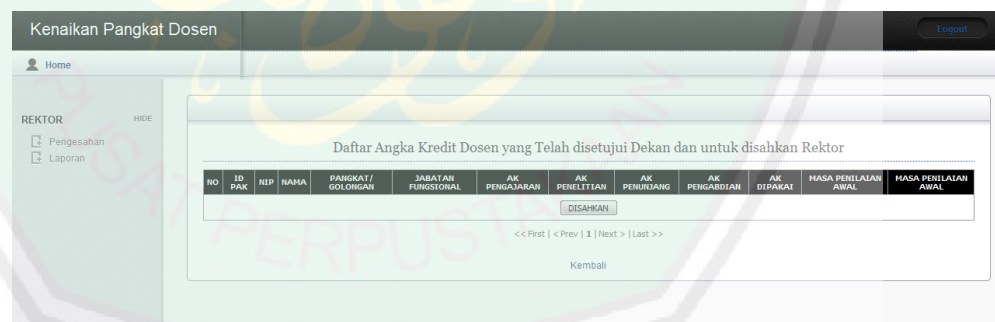 Kenaikan Pangkat Dosen
Logout
Home
REKTOR HIDE
Pengesahan
Laporan
Daftar Angka Kredit Dosen yang Telah disetujui Dekan dan untuk disahkan Rektor
NO ID PAK NIP NAMA PANGKAT/ GOLONGAN JABATAN FUNGSIONAL AK PENGAJARAN AK PENELITIAN AK PENUNJANG AK PENGABDIAN AK DIPAKAI MASA PENILAIAN AWAL MASA PENILAIAN AWAL
DISAHKAN
<< First | < Prev | 1 | Next > | Last >>
Kembali
PUSAT PERPUSTAKAAN